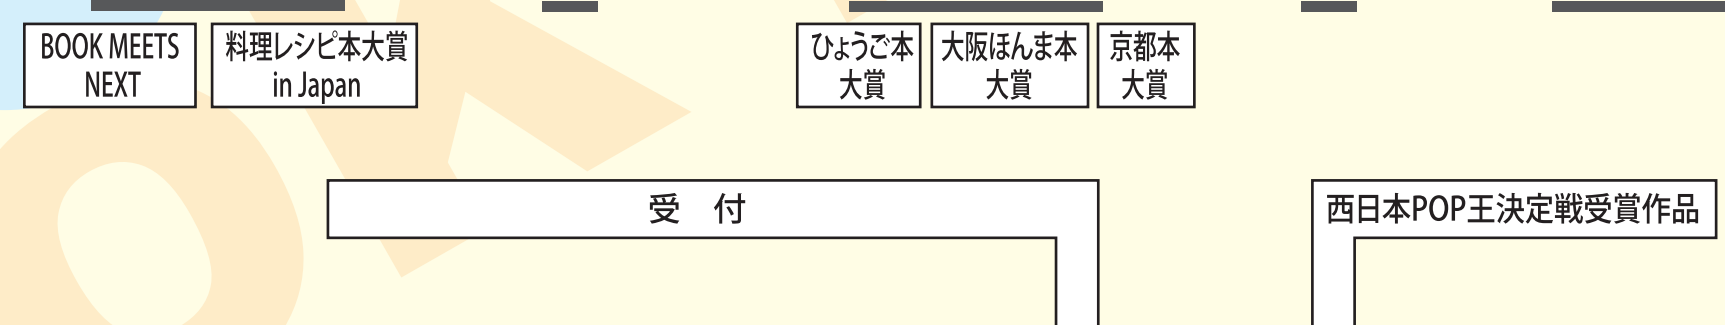 BOOK MEETS
NEXT
料理レシピ本大賞
in Japan
ひょうご本
大賞
大阪ほんま本
大賞
京都本
大賞
受　付
西日本POP王決定戦受賞作品